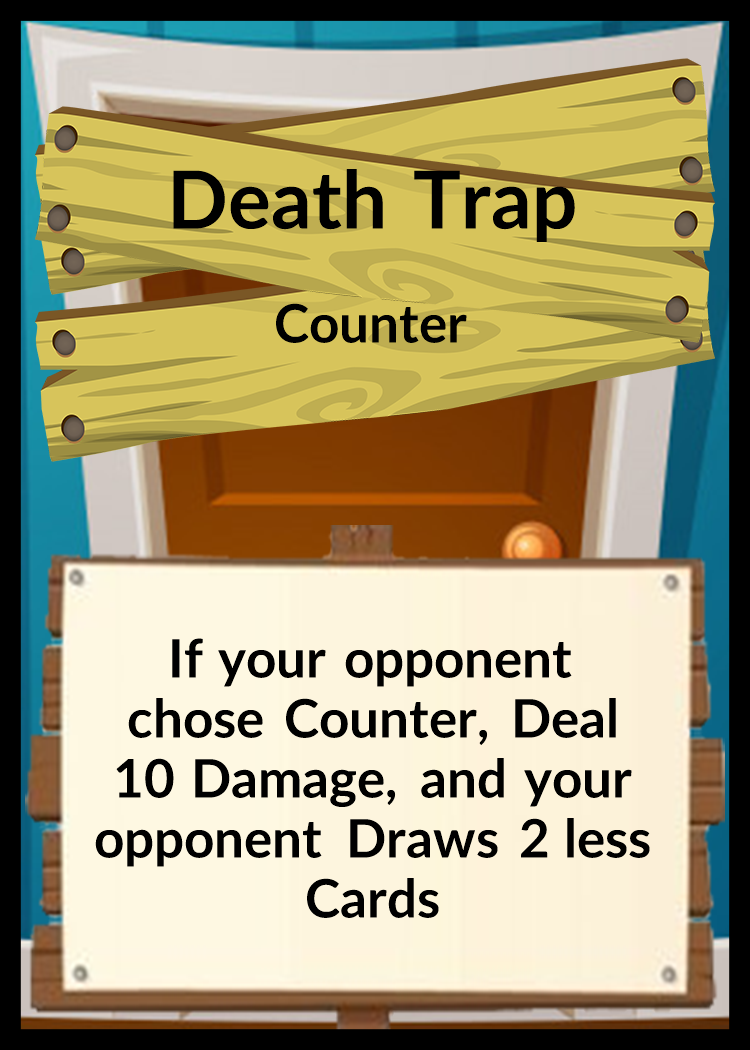 Death Trap
Counter
If your opponent
chose Counter, Deal
10 Damage, and your
opponent Draws 2 less
Cards